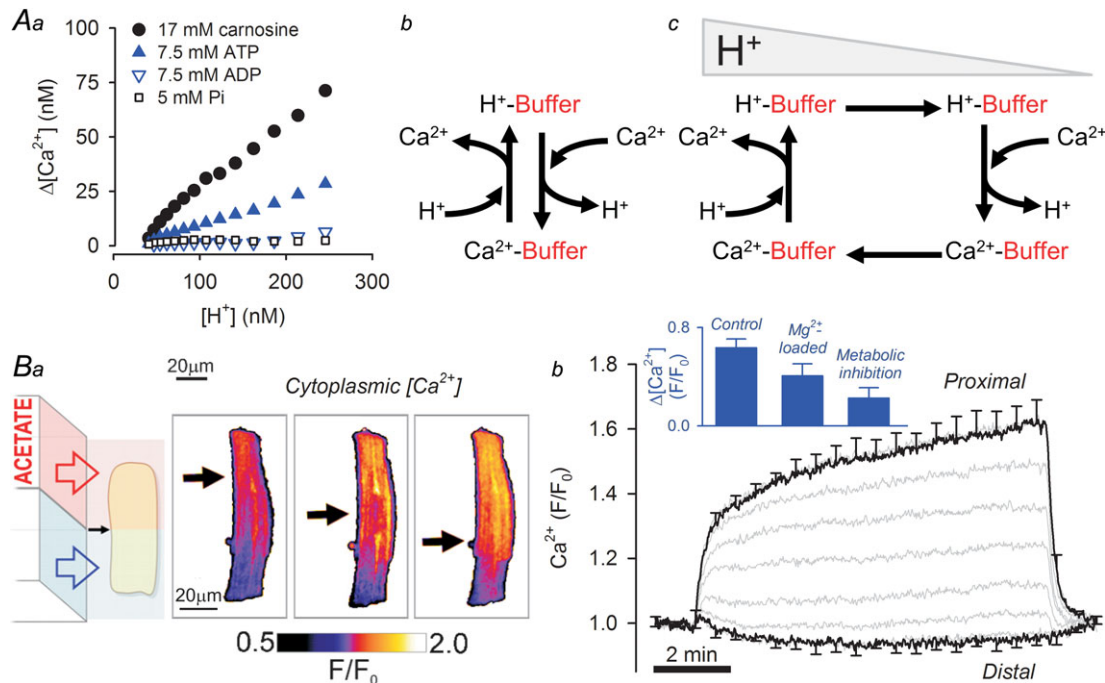 Aa
17 mM carnosine
7.5 mM ATP
7.5 mM ADP
5 mM Pi
Δ[Ca²⁺] (nM)
75
50
25
0
0
100
200
300
[H⁺] (nM)
b
H⁺-Buffer
Ca²⁺
Ca²⁺
H⁺
H⁺
Ca²⁺-Buffer
c
H⁺
H⁺-Buffer
H⁺-Buffer
Ca²⁺
Ca²⁺
H⁺
H⁺
Ca²⁺-Buffer
Ca²⁺-Buffer
Ba
20μm
Cytoplasmic [Ca²⁺]
ACETATE
20μm
0.5
2.0
F/F₀
b
Δ[Ca²⁺]
(F/F₀)
0.8
0.0
Control
Mg²⁺-
loaded
Metabolic
inhibition
Ca²⁺ (F/F₀)
1.8
1.6
1.4
1.2
1.0
Proximal
Distal
2 min